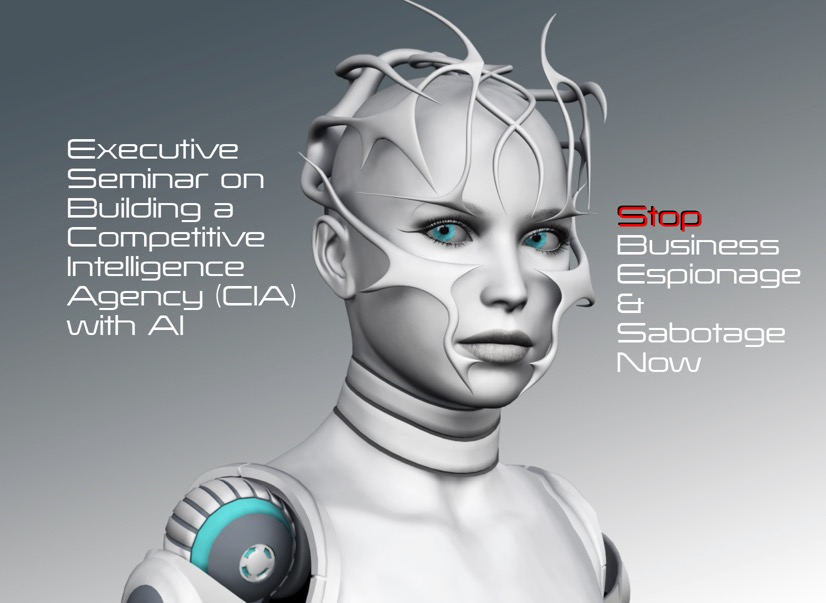 Executive
Seminar on
Building a
Competitive
Intelligence
Agency (CIA)
with AI
Stop
Business
Espionage
&
Sabotage
Now